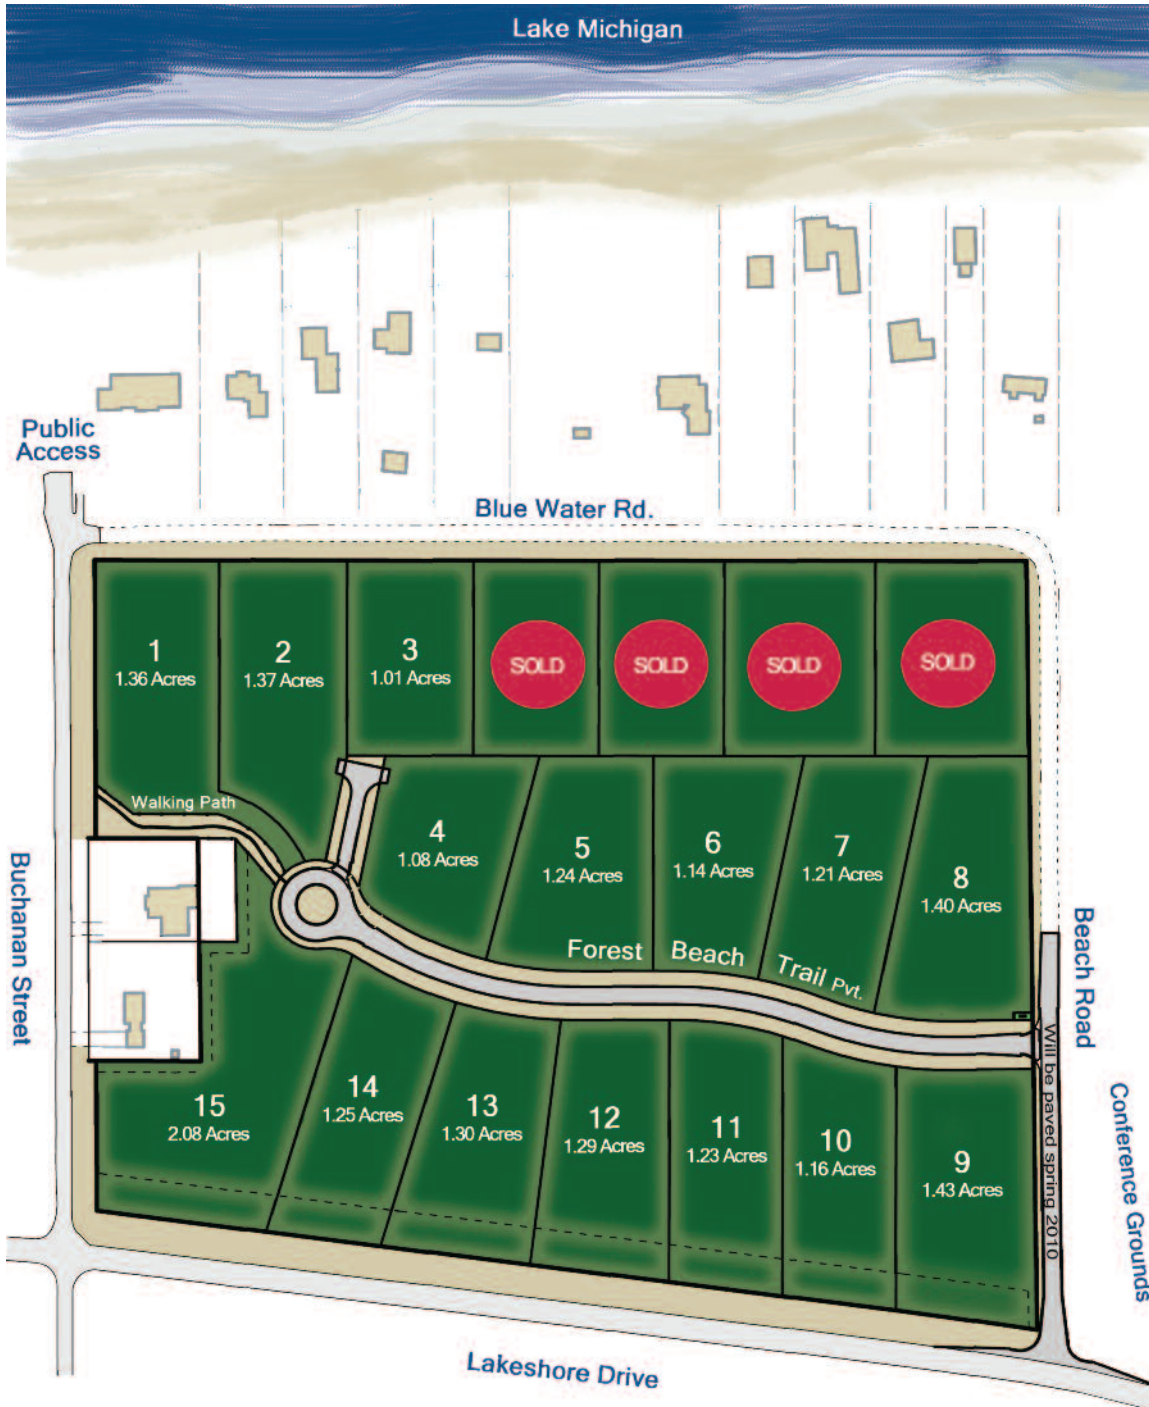 Lake Michigan
Public
Access
Blue Water Rd.
1
1.36 Acres
2
1.37 Acres
3
1.01 Acres
SOLD
SOLD
SOLD
SOLD
Walking Path
4
1.08 Acres
5
1.24 Acres
6
1.14 Acres
7
1.21 Acres
8
1.40 Acres
Buchanan Street
Forest Beach Trail Pvt.
Beach Road
Will be paved spring 2010
Conference Grounds
15
2.08 Acres
14
1.25 Acres
13
1.30 Acres
12
1.29 Acres
11
1.23 Acres
10
1.16 Acres
9
1.43 Acres
Lakeshore Drive